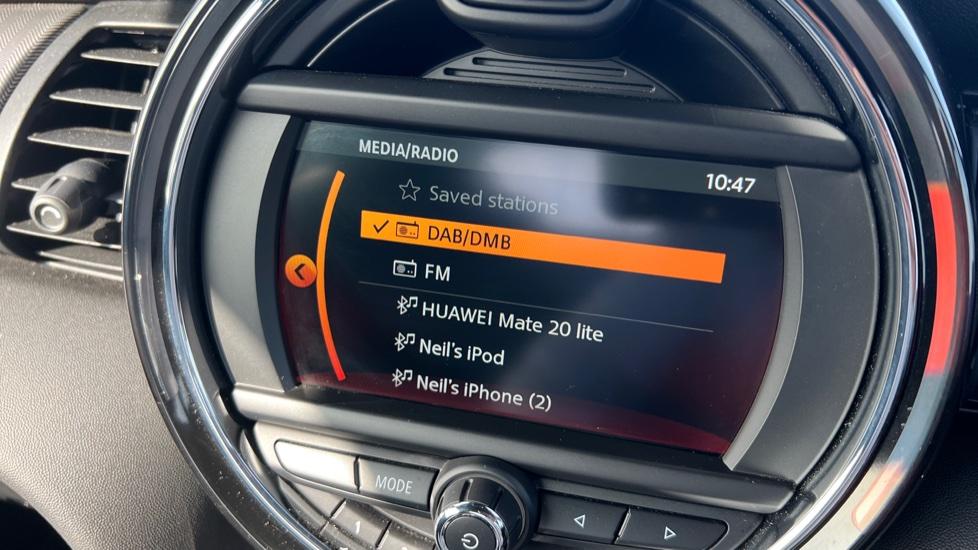 MEDIA/RADIO
10:47
Saved stations
DAB/DMB
FM
HUAWEI Mate 20 lite
Neil's iPod
Neil's iPhone (2)
MODE
1